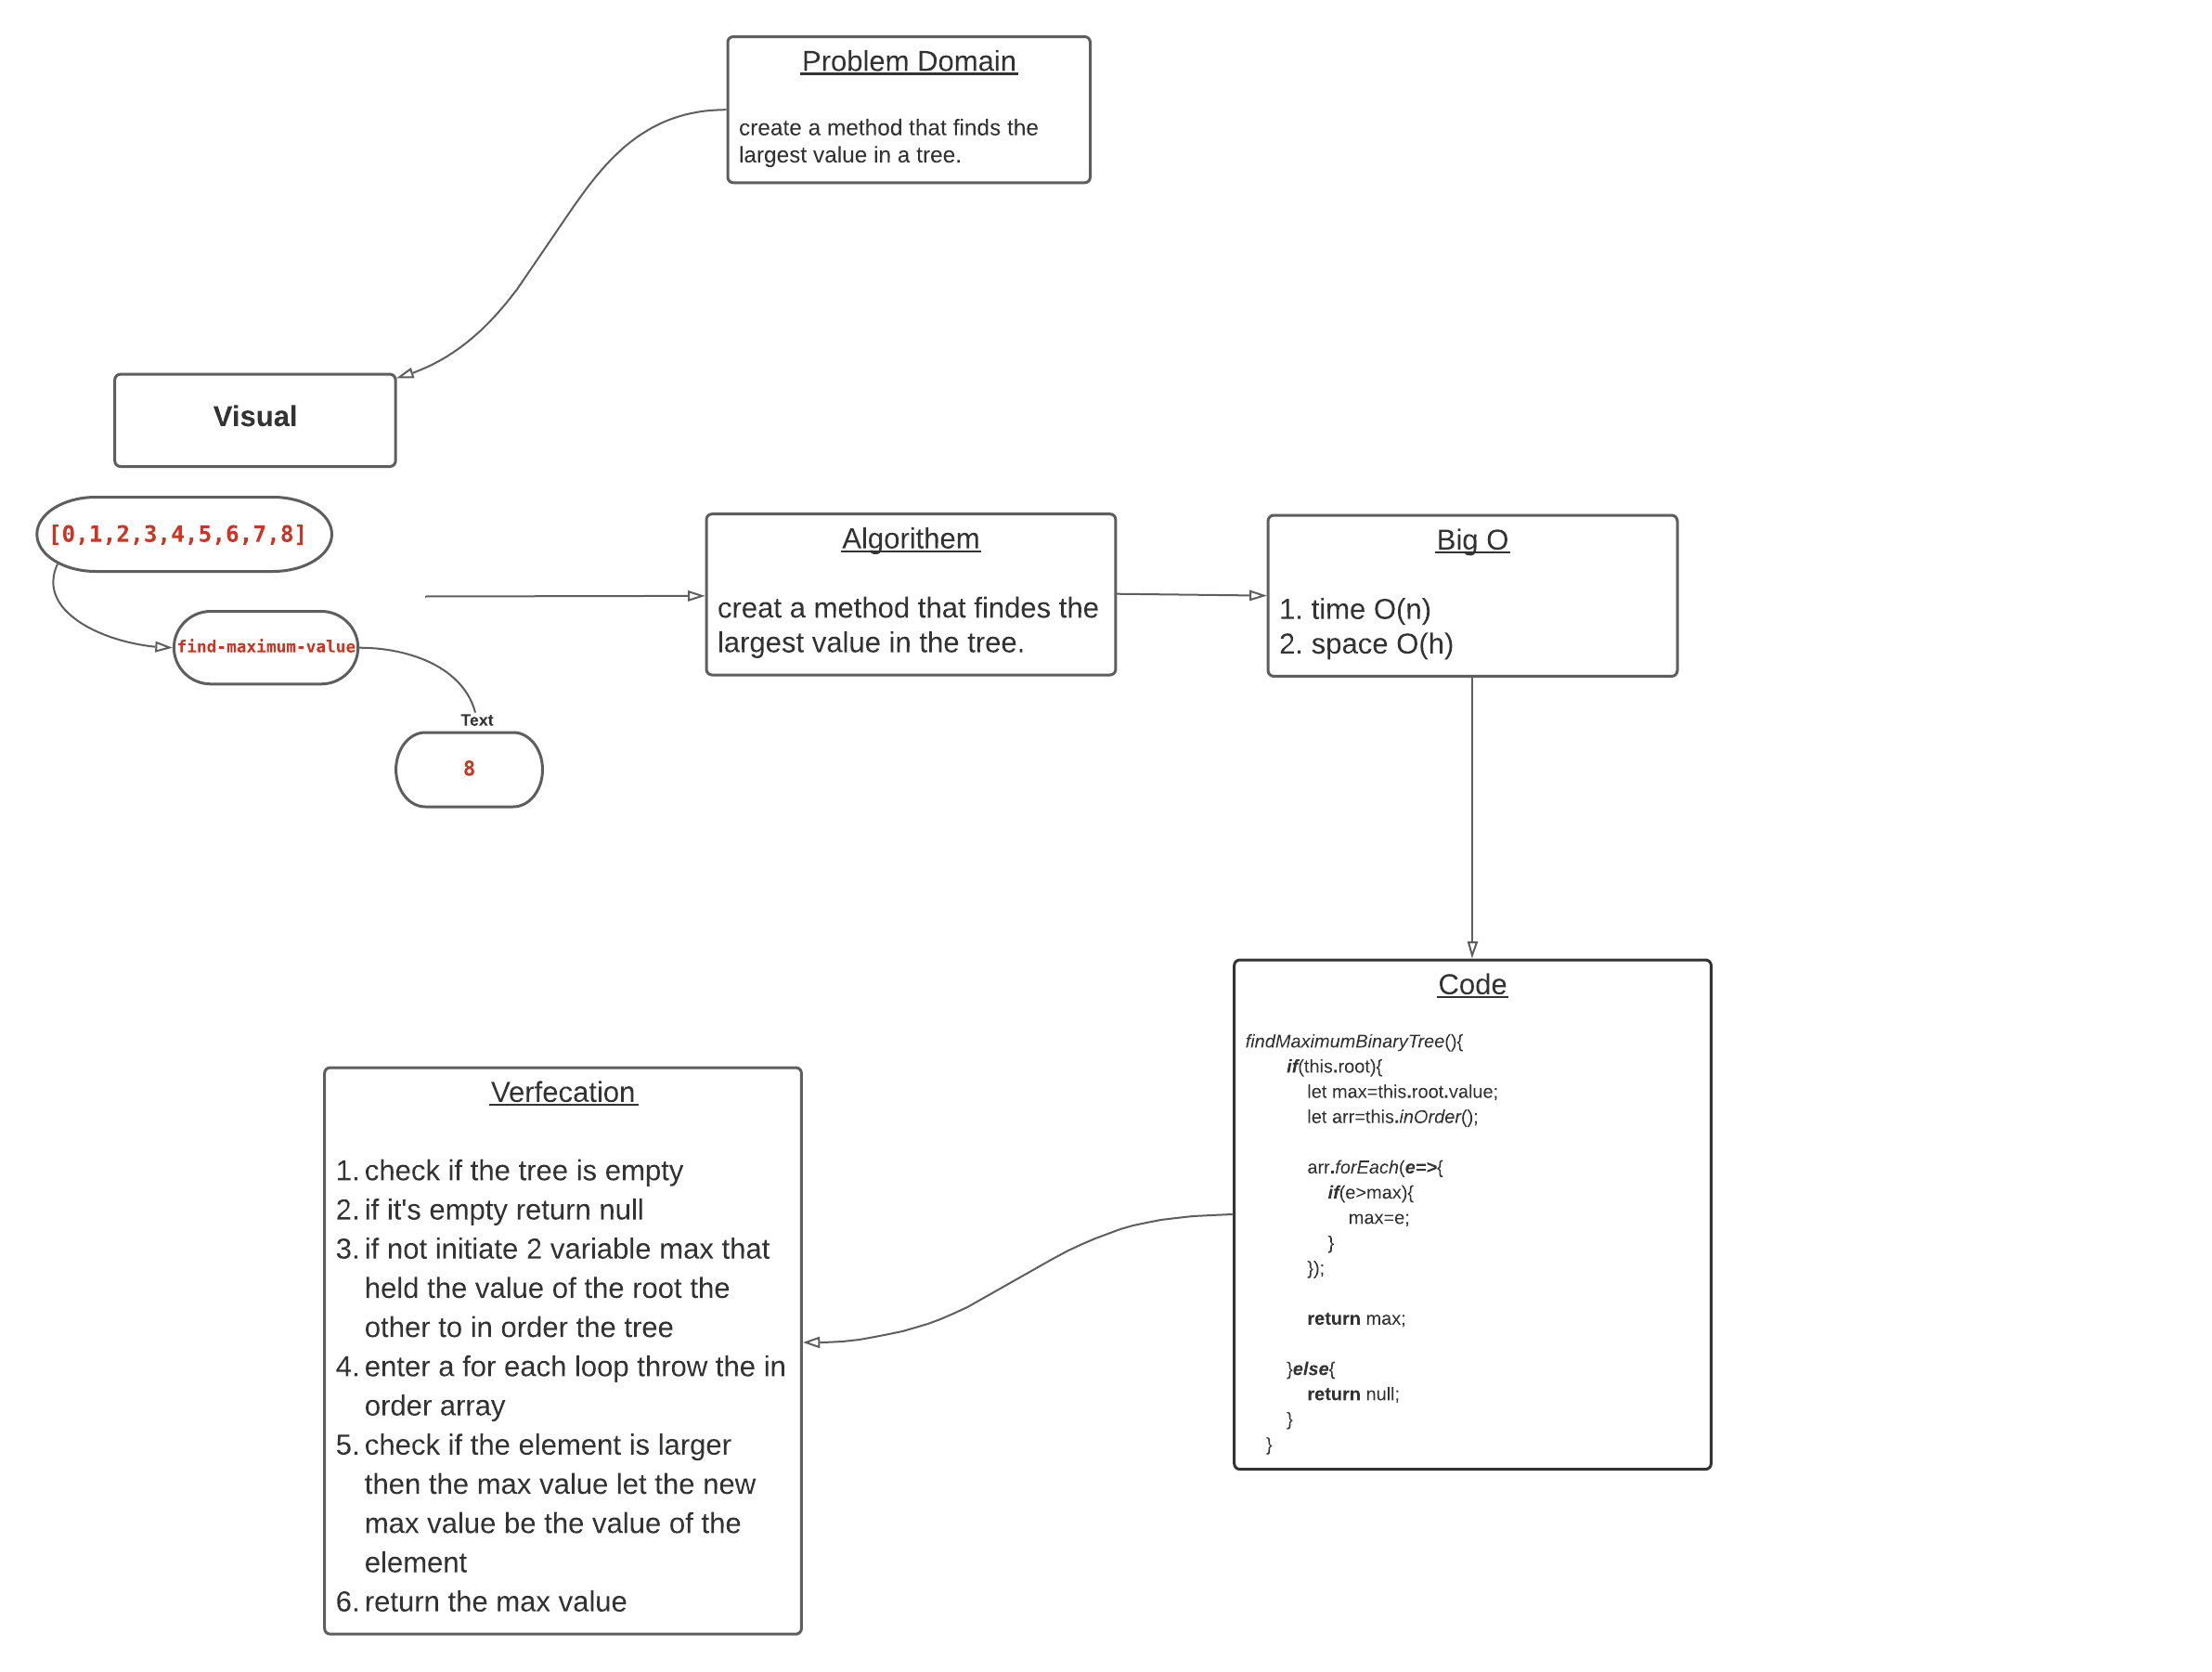 Problem Domain
create a method that finds the
largest value in a tree.
Visual
[0,1,2,3,4,5,6,7,8]
find-maximum-value
Text
8
Algorithem
creat a method that findes the
largest value in the tree.
Big O
1. time O(n)
2. space O(h)
Code
findMaximumBinaryTree(){
if(this.root){
let max=this.root.value;
let arr=this.inOrder();
arr.forEach(e=>{
if(e>max){
max=e;
}
});
return max;
}else{
return null;
}
}
Verfecation
1. check if the tree is empty
2. if it's empty return null
3. if not initiate 2 variable max that
held the value of the root the
other to in order the tree
4. enter a for each loop throw the in
order array
5. check if the element is larger
then the max value let the new
max value be the value of the
element
6. return the max value